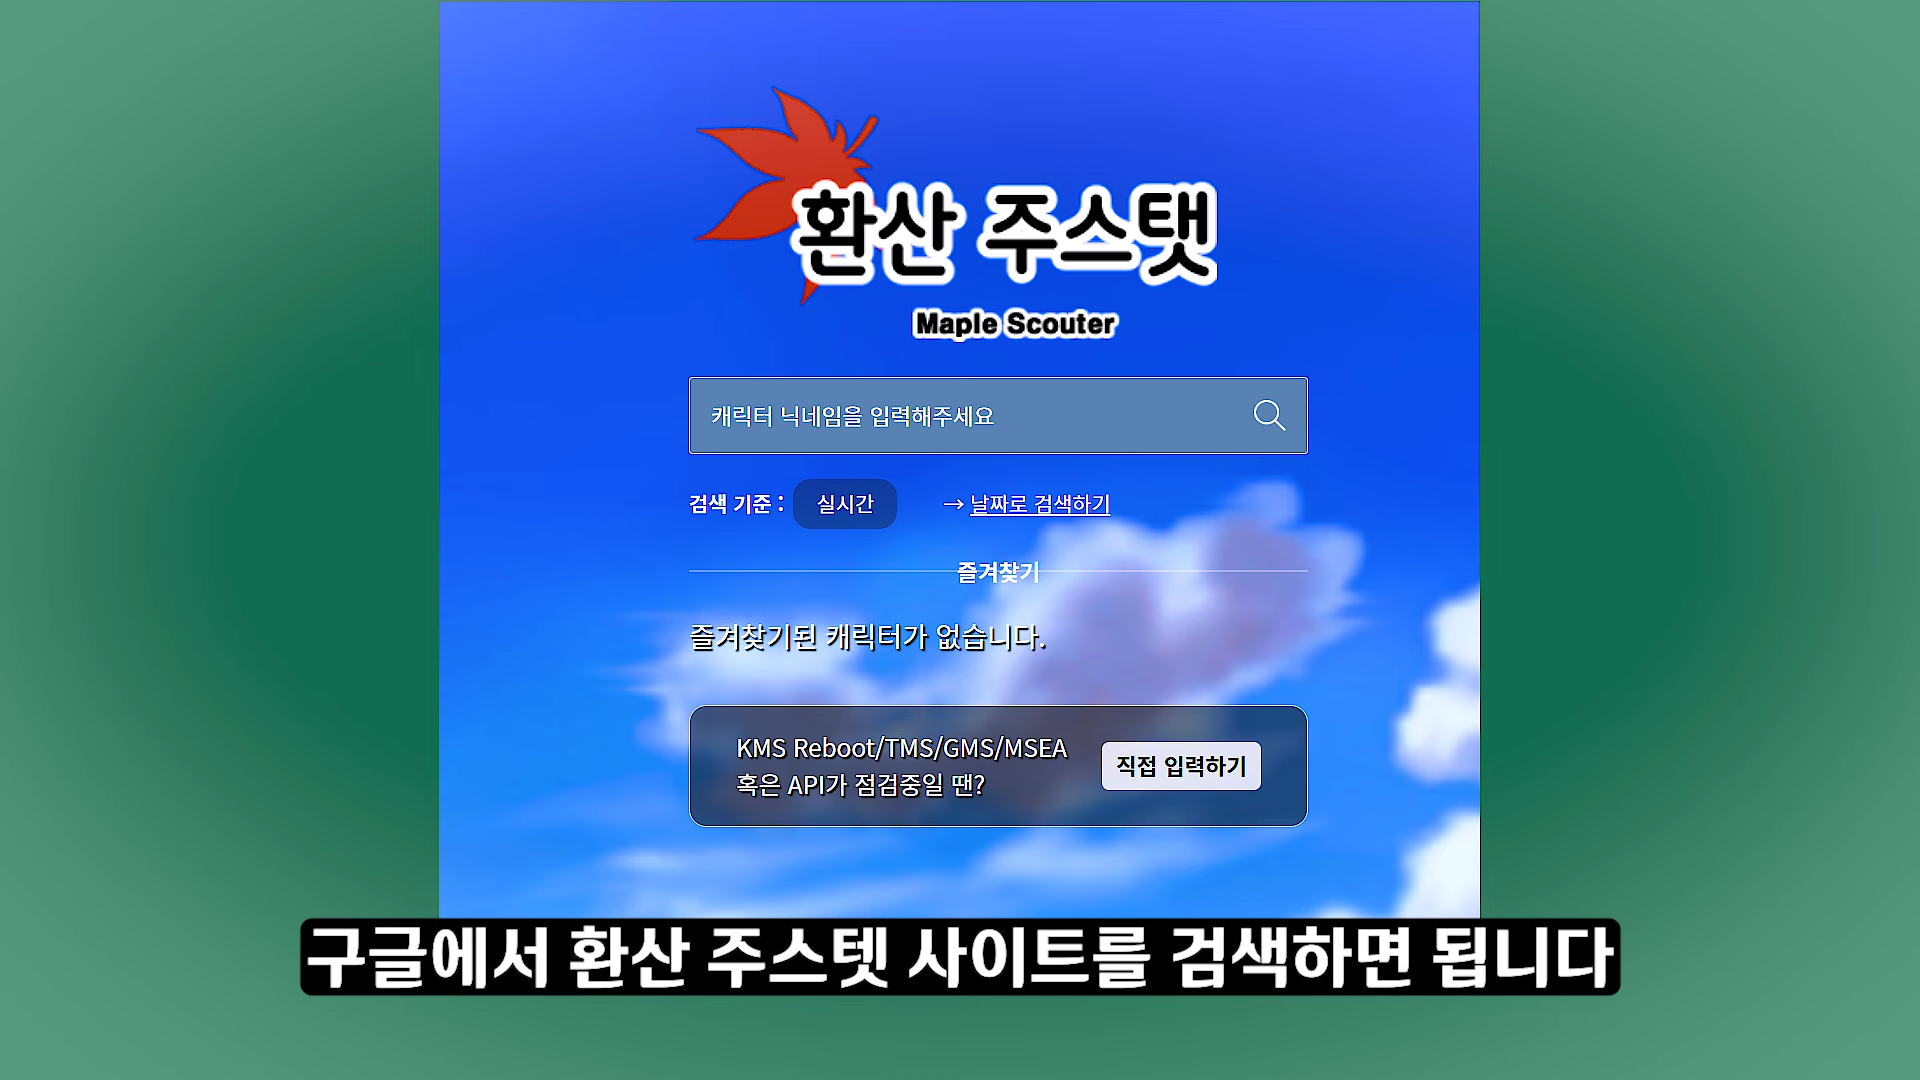 환산 주스탯
Maple Scouter
캐릭터 닉네임을 입력해주세요
검색 기준 : 실시간 → 날짜로 검색하기
즐겨찾기
즐겨찾기된 캐릭터가 없습니다.
KMS Reboot/TMS/GMS/MSEA
혹은 API가 점검중일 땐?
직접 입력하기
구글에서 환산 주스텟 사이트를 검색하면 됩니다